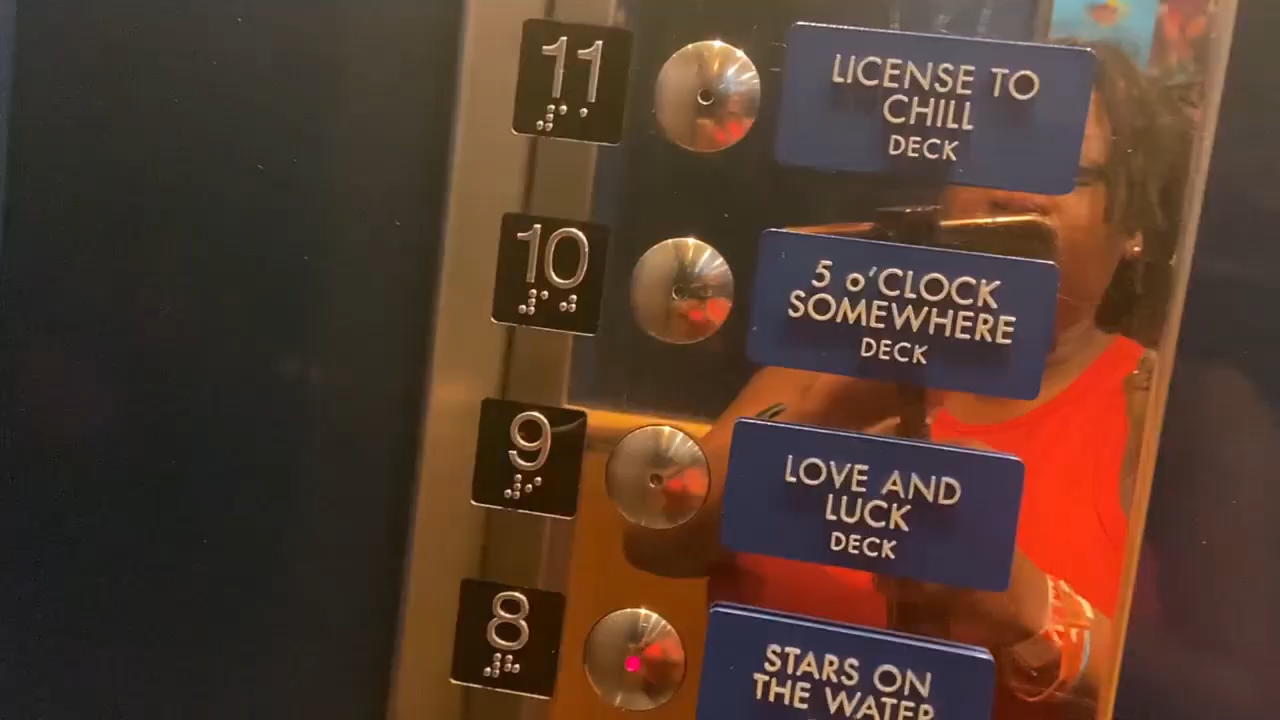 11
LICENSE TO
CHILL
DECK
10
5 o'CLOCK
SOMEWHERE
DECK
9
LOVE AND
LUCK
DECK
8
STARS ON
THE WATER